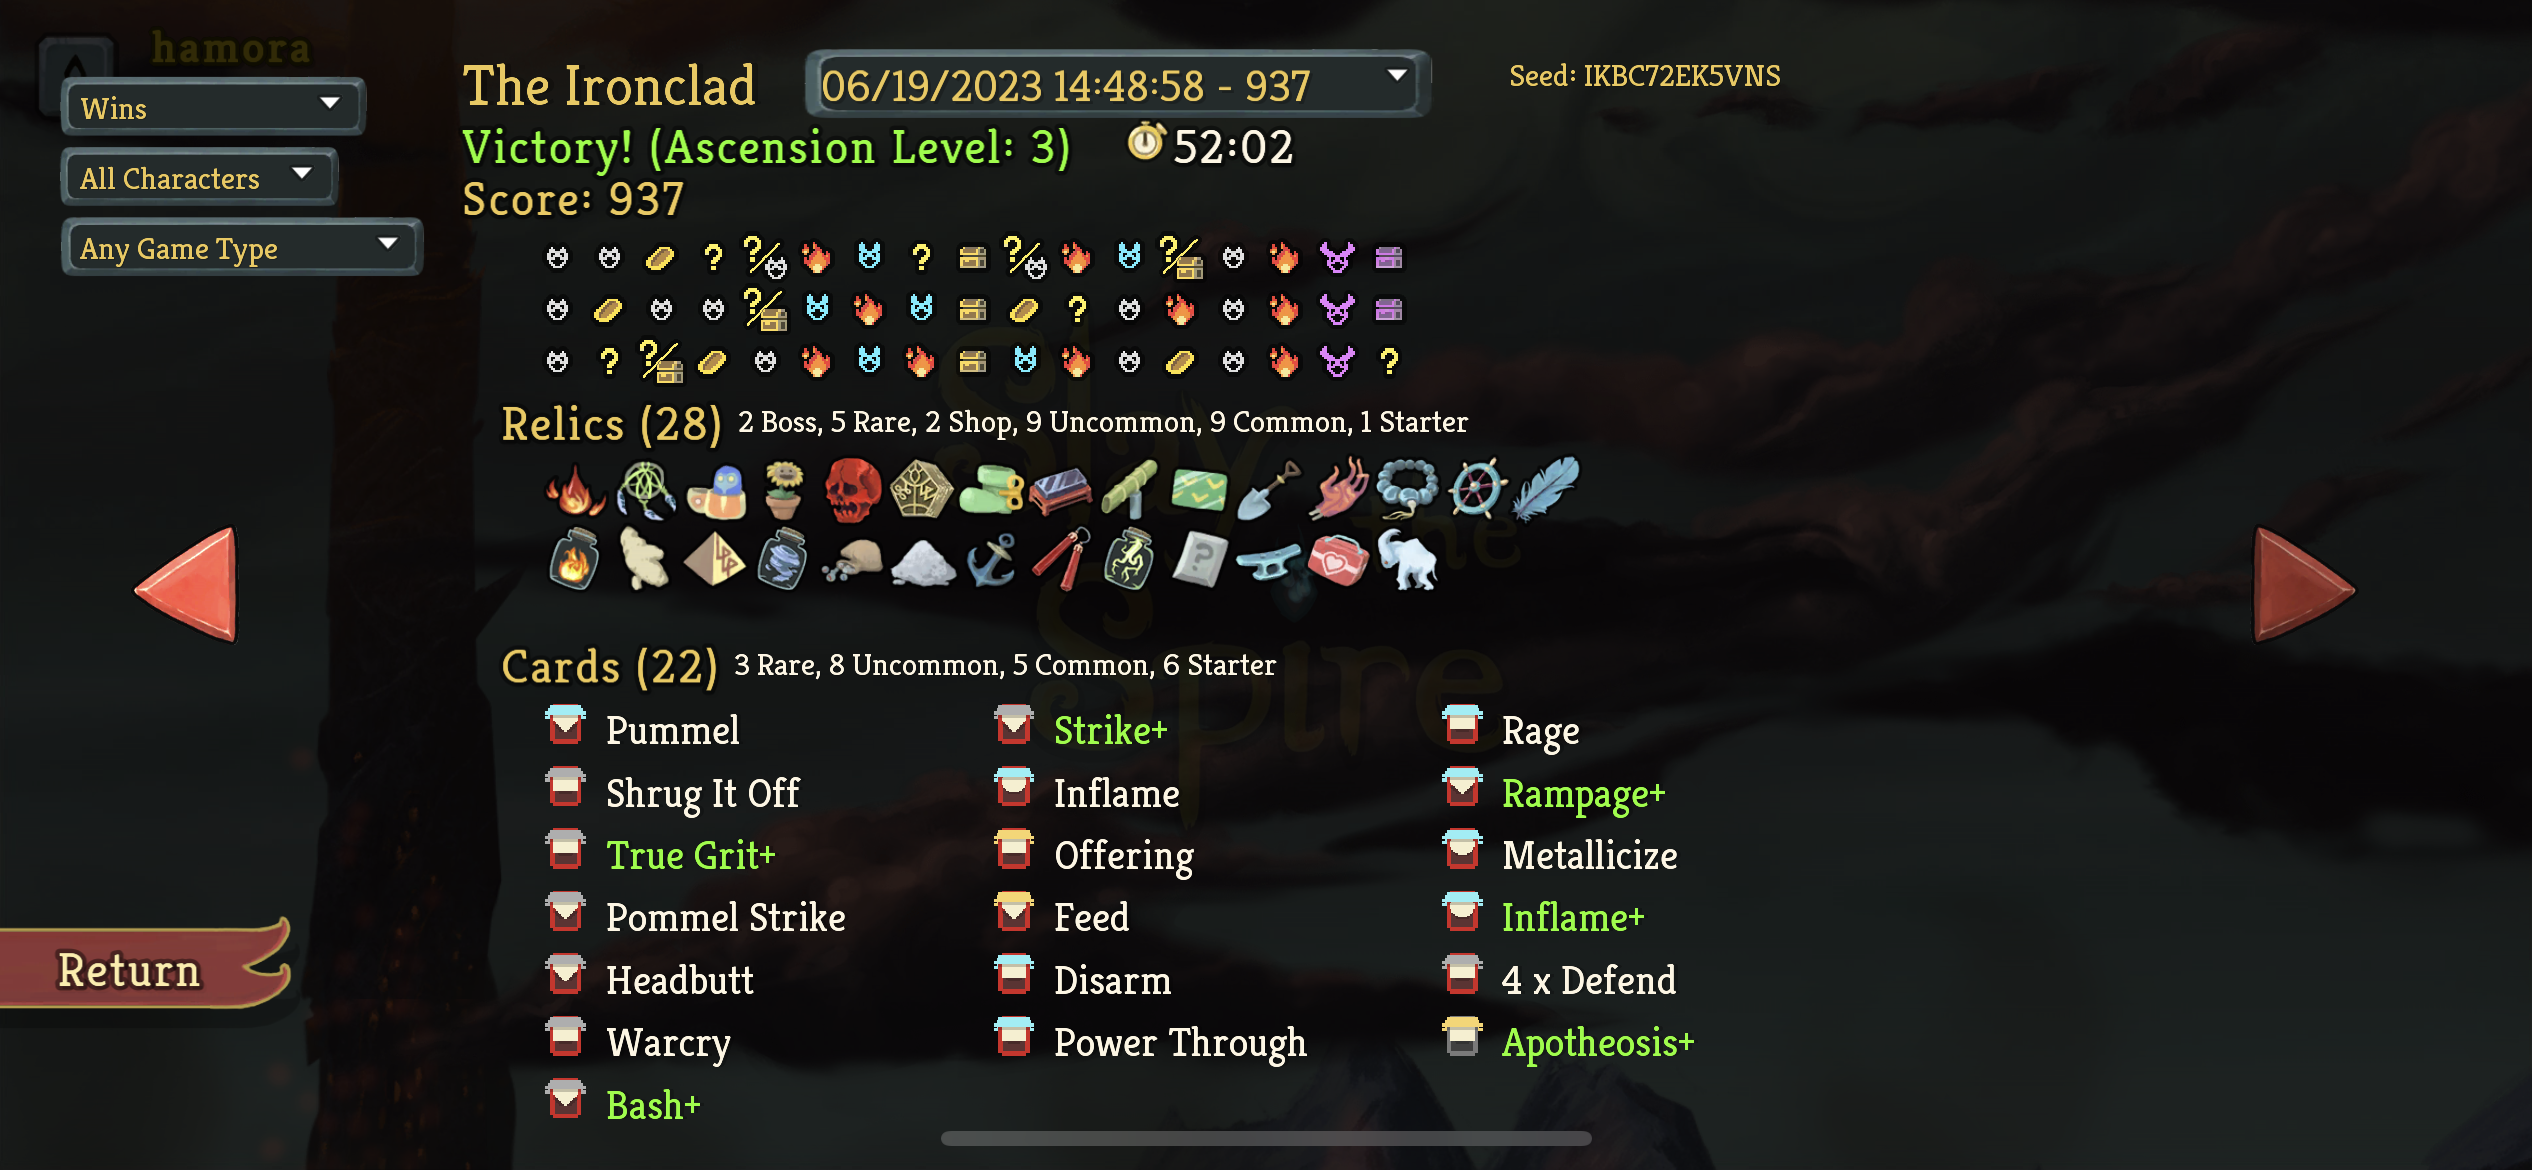 hamora
Wins
All Characters
Any Game Type
The Ironclad
06/19/2023 14:48:58 - 937
Seed: IKBC72EK5VNS
Victory! (Ascension Level: 3)
52:02
Score: 937
Relics (28) 2 Boss, 5 Rare, 2 Shop, 9 Uncommon, 9 Common, 1 Starter
Slay
the
Spire
Cards (22) 3 Rare, 8 Uncommon, 5 Common, 6 Starter
Pummel Strike+ Rage
Shrug It Off Inflame Rampage+
True Grit+ Offering Metallicize
Pommel Strike Feed Inflame+
Headbutt Disarm 4 x Defend
Warcry Power Through Apotheosis+
Bash+
Return